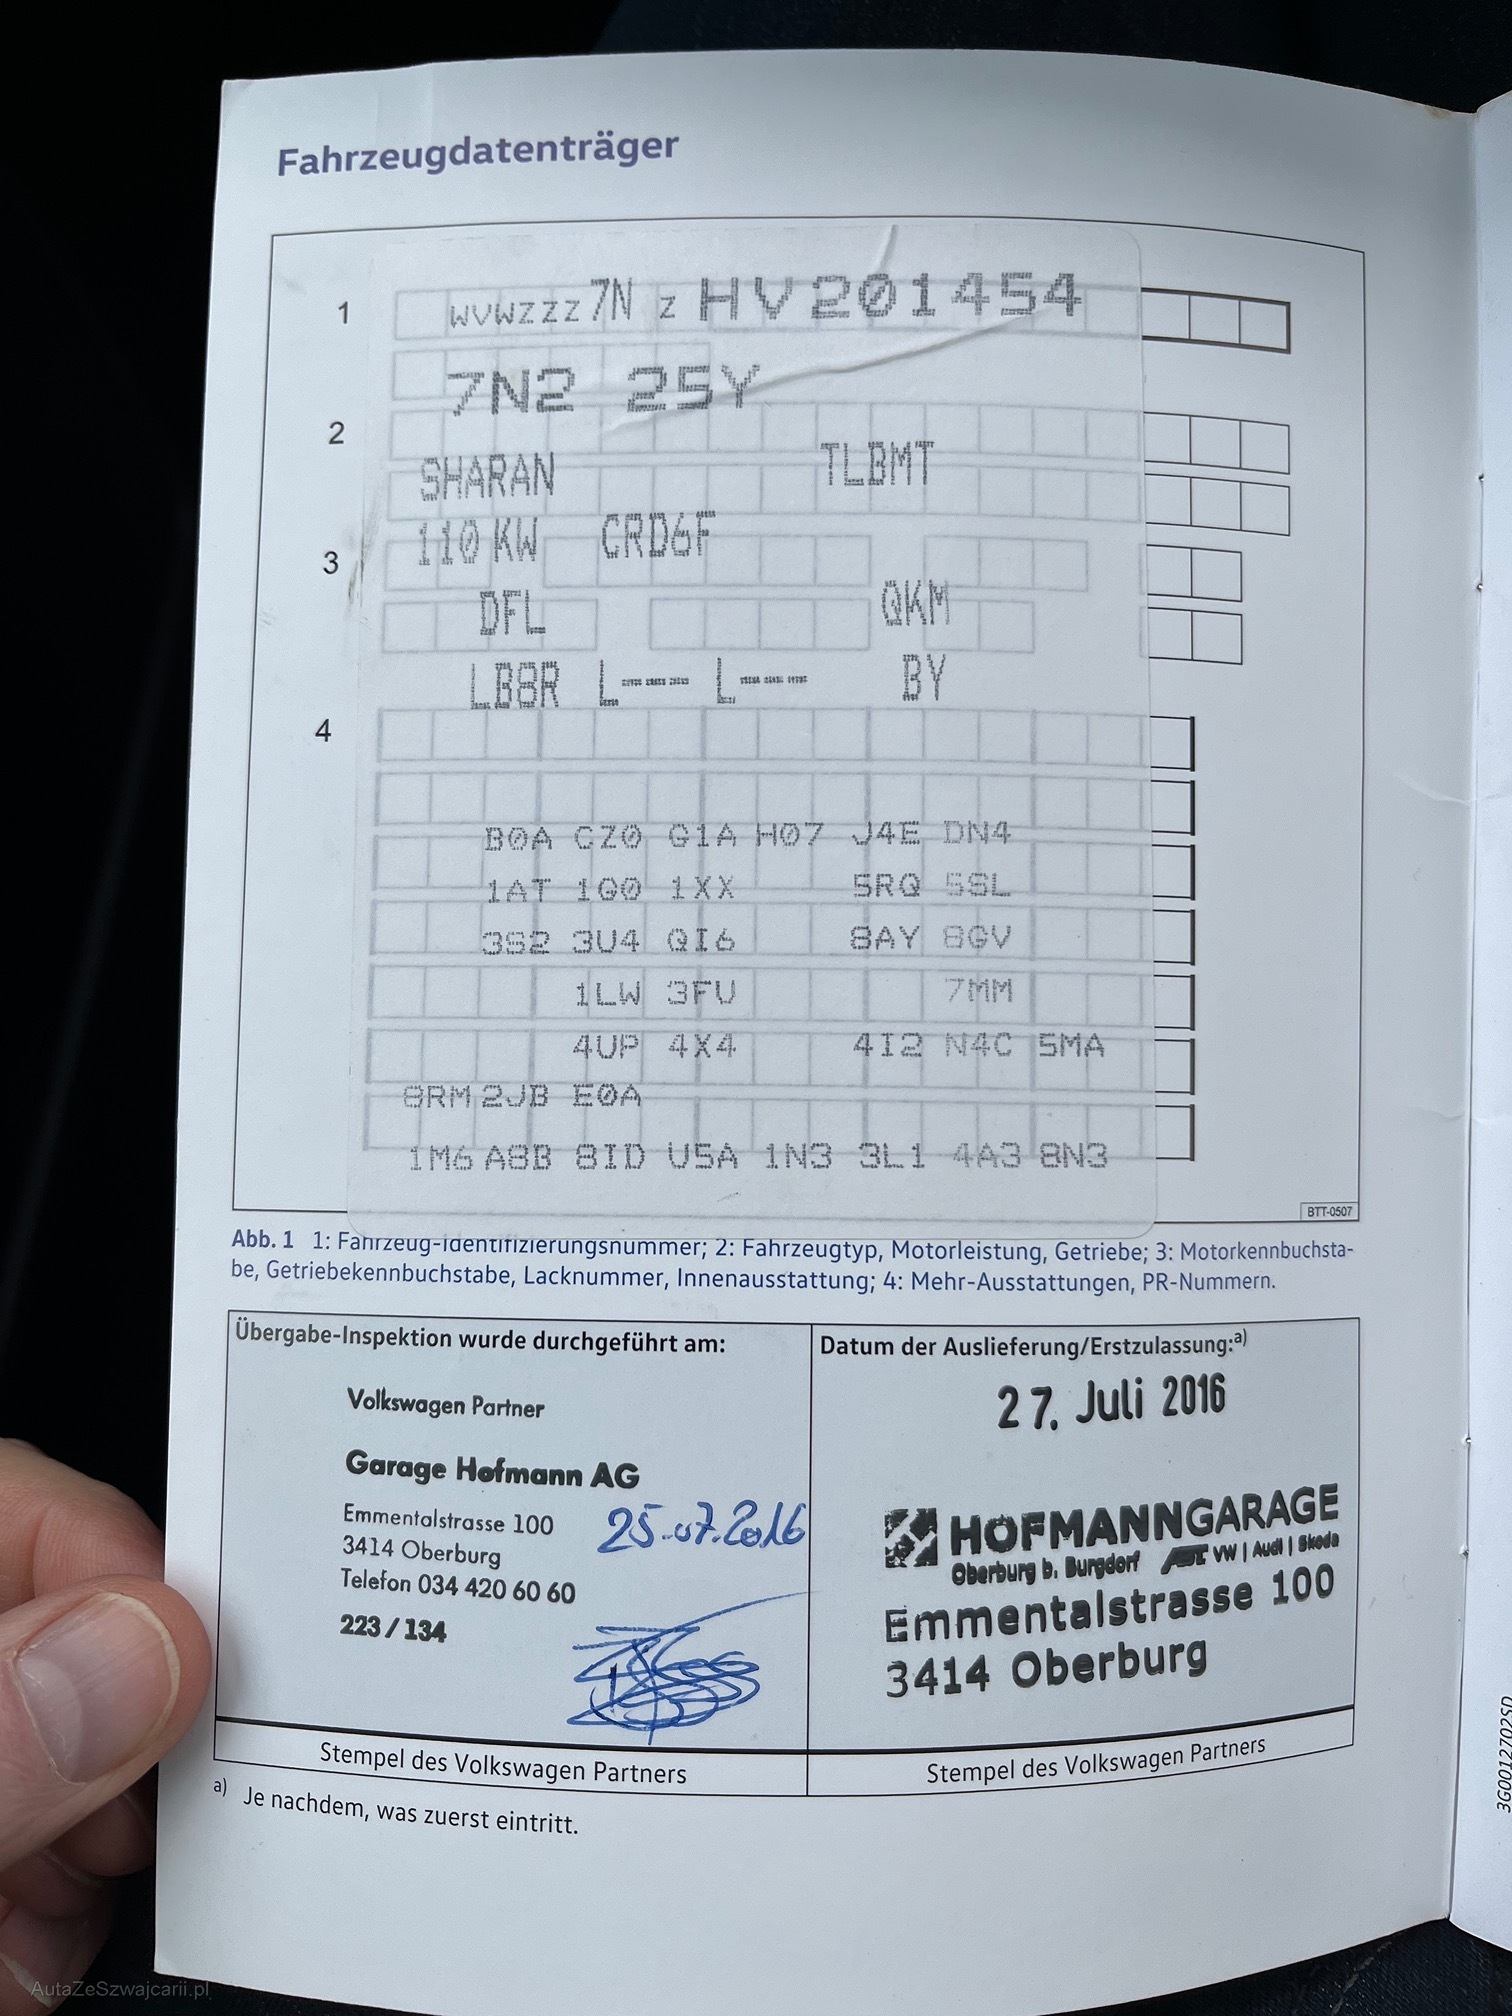 Fahrzeugdatenträger
1 WVWZZZ7N Z HV201454
7N2 25Y
2
SHARAN TLBMT
110 KW CRD6F
3
DFL QKM
LB8R L---- L---- BY
4
B0A CZ0 G1A H07 J4E DN4
1AT 1G0 1XX 5RQ 5SL
3S2 3U4 QI6 8AY 8GV
1LW 3FU 7MM
4UP 4X4 4I2 N4C 5MA
8RM 2JB E0A
1M6 A8B 8ID U5A 1N3 3L1 4A3 8N3
BTT-0507
Abb. 1 1: Fahrzeug-Identifizierungsnummer; 2: Fahrzeugtyp, Motorleistung, Getriebe; 3: Motorkennbuchsta-
be, Getriebekennbuchstabe, Lacknummer, Innenausstattung; 4: Mehr-Ausstattungen, PR-Nummern.
Übergabe-Inspektion wurde durchgeführt am:
Volkswagen Partner
Garage Hofmann AG
Emmentalstrasse 100
25.07.2016
3414 Oberburg
Telefon 034 420 60 60
223 / 134
Stempel des Volkswagen Partners
Datum der Auslieferung/Erstzulassung:a)
27. Juli 2016
HOFMANNGARAGE
Oberburg b. Burgdorf ABT VW | Audi | Skoda
Emmentalstrasse 100
3414 Oberburg
Stempel des Volkswagen Partners
a) Je nachdem, was zuerst eintritt.
3G0012702SD
AutaZeSzwajcarii.pl